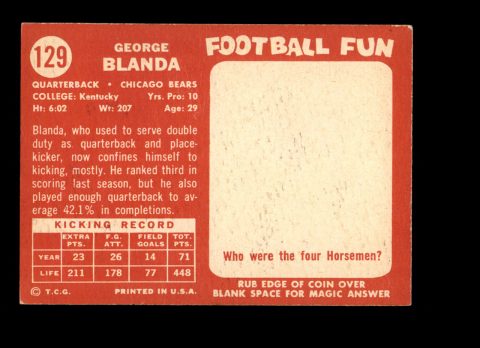 129
GEORGE
BLANDA
QUARTERBACK • CHICAGO BEARS
COLLEGE: Kentucky Yrs. Pro: 10
Ht: 6:02 Wt: 207 Age: 29
Blanda, who used to serve double
duty as quarterback and place-
kicker, now confines himself to
kicking, mostly. He ranked third in
scoring last season, but he also
played enough quarterback to av-
erage 42.1% in completions.
KICKING RECORD
EXTRA PTS. F.G. ATT. FIELD GOALS TOT. PTS.
YEAR 23 26 14 71
LIFE 211 178 77 448
© T.C.G. PRINTED IN U.S.A.
FOOTBALL FUN
Who were the four Horsemen?
RUB EDGE OF COIN OVER
BLANK SPACE FOR MAGIC ANSWER